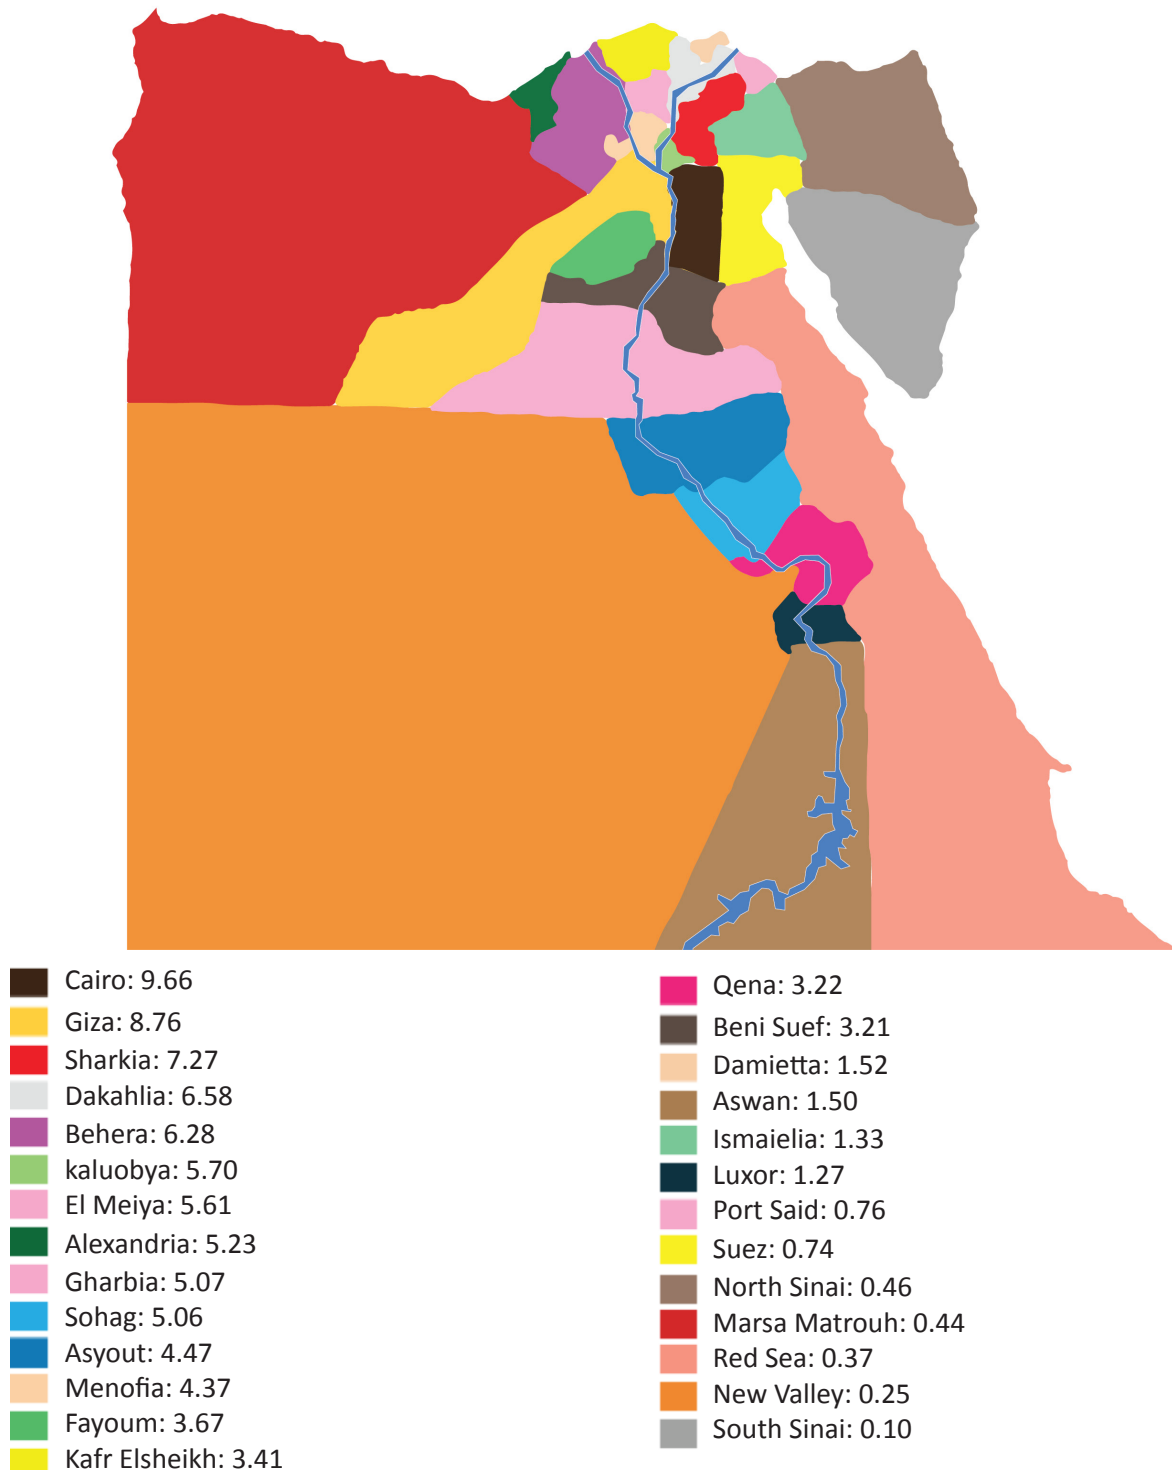 Cairo: 9.66
Giza: 8.76
Sharkia: 7.27
Dakahlia: 6.58
Behera: 6.28
kaluobya: 5.70
El Meiya: 5.61
Alexandria: 5.23
Gharbia: 5.07
Sohag: 5.06
Asyout: 4.47
Menofia: 4.37
Fayoum: 3.67
Kafr Elsheikh: 3.41
Qena: 3.22
Beni Suef: 3.21
Damietta: 1.52
Aswan: 1.50
Ismaielia: 1.33
Luxor: 1.27
Port Said: 0.76
Suez: 0.74
North Sinai: 0.46
Marsa Matrouh: 0.44
Red Sea: 0.37
New Valley: 0.25
South Sinai: 0.10